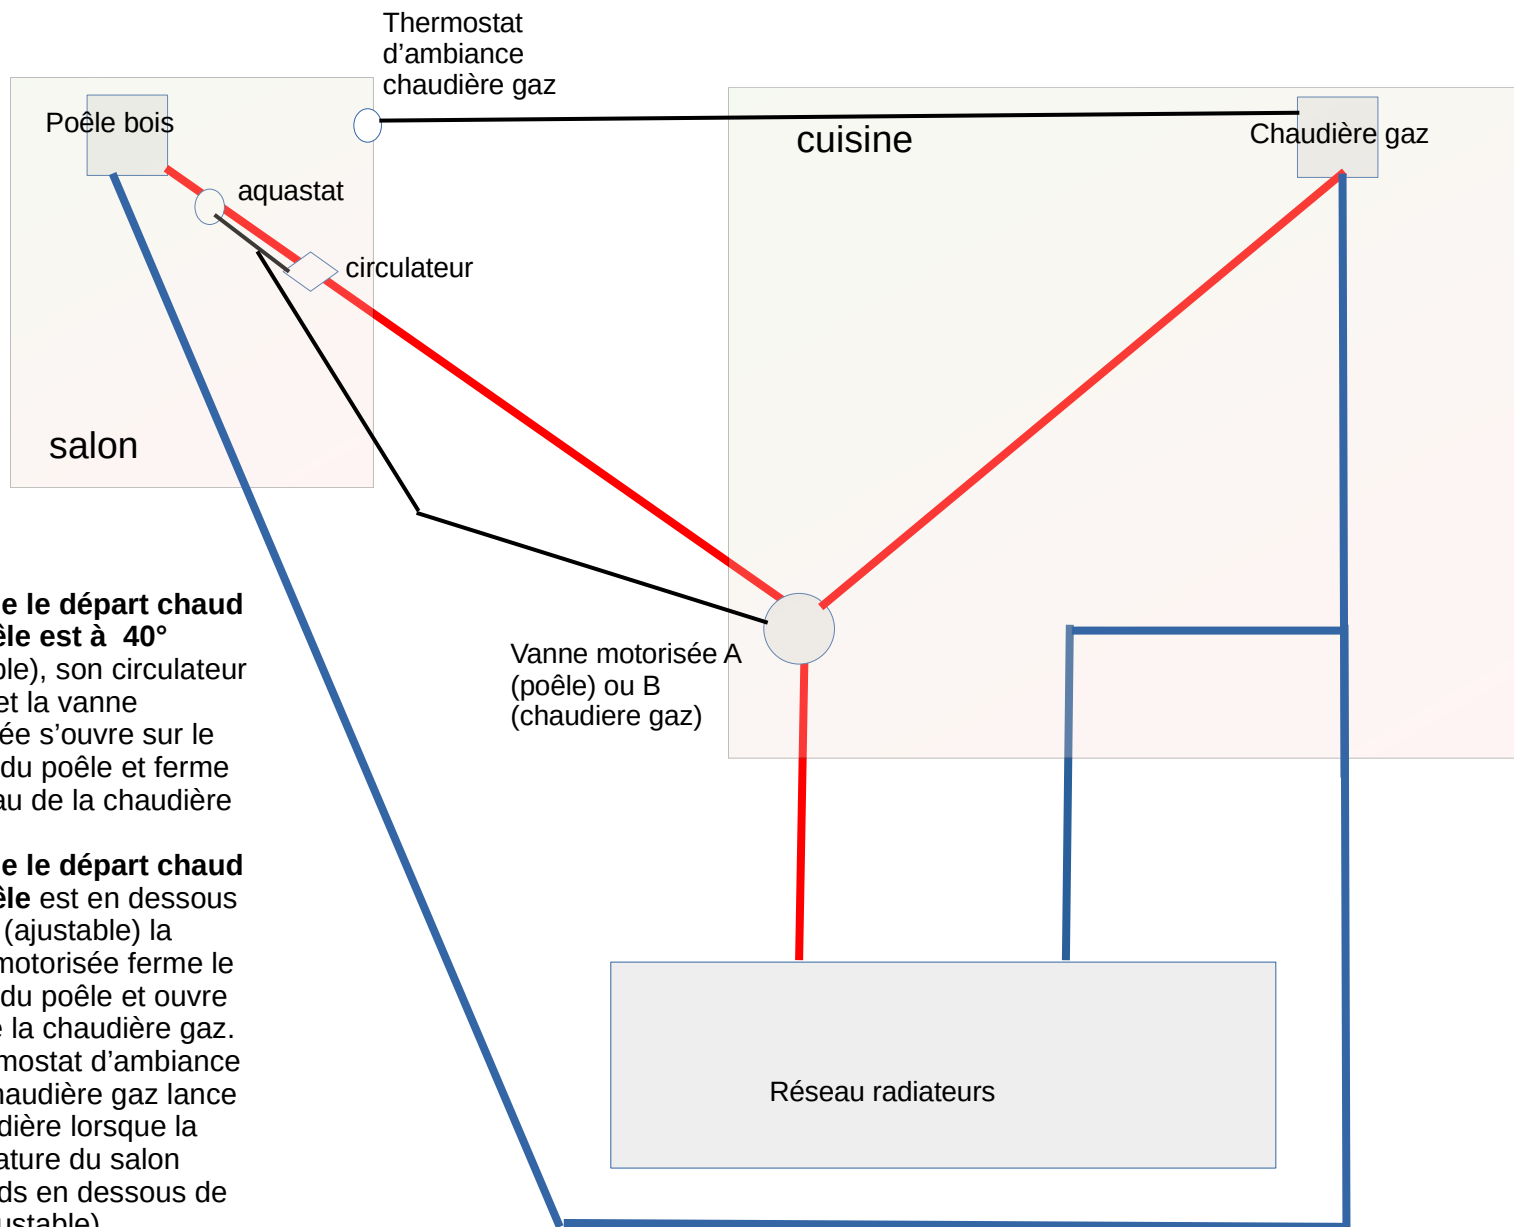 Thermostat
d’ambiance
chaudière gaz
Poêle bois
cuisine
Chaudière gaz
aquastat
circulateur
salon
e le départ chaud
êle est à  40°
ble), son circulateur
et la vanne
ée s’ouvre sur le
du poêle et ferme
au de la chaudière
Vanne motorisée A
(poêle) ou B
(chaudiere gaz)
e le départ chaud
êle est en dessous
(ajustable) la
motorisée ferme le
du poêle et ouvre
e la chaudière gaz.
mostat d’ambiance
haudière gaz lance
dière lorsque la
ature du salon
ds en dessous de
ustable)
Réseau radiateurs